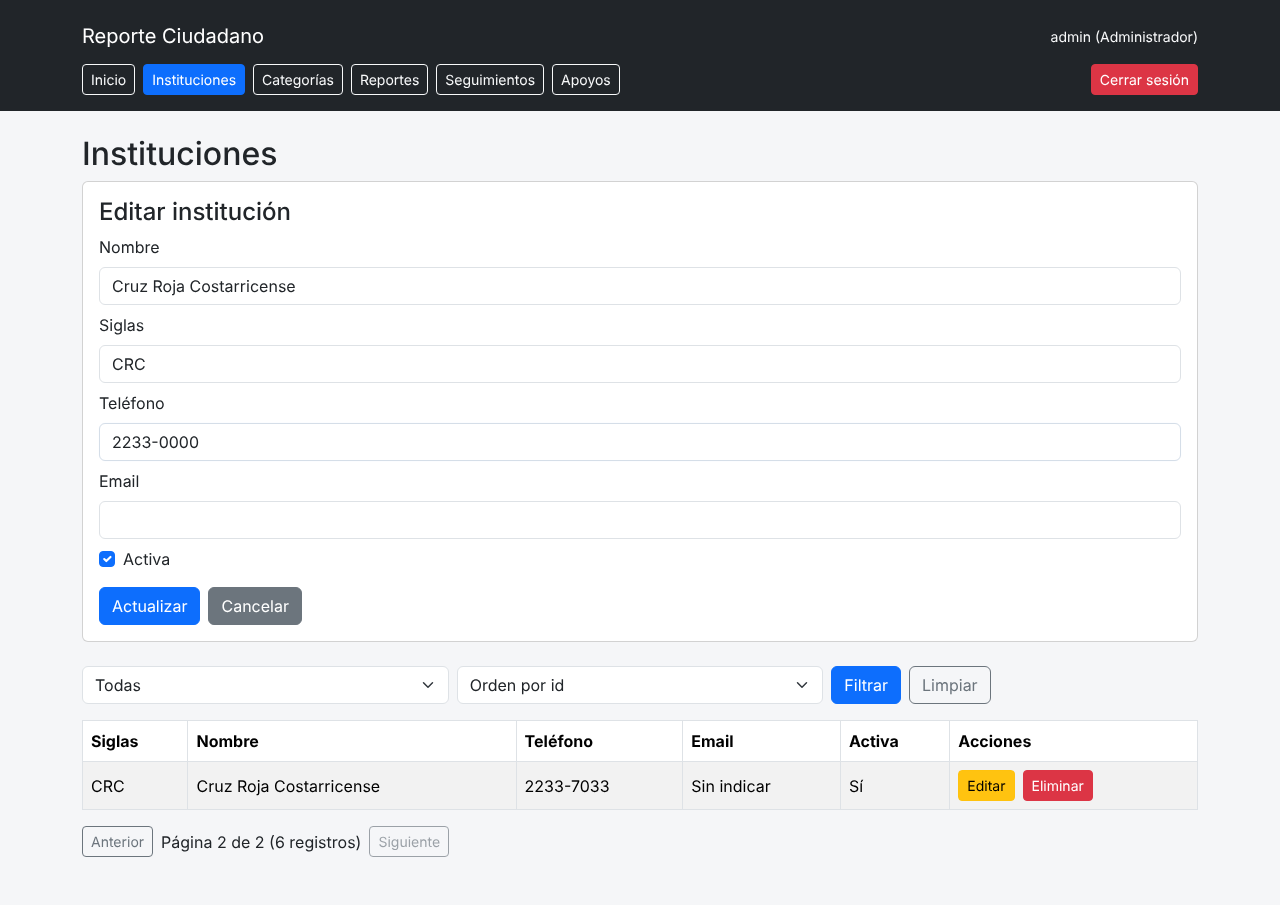 Reporte Ciudadano
admin (Administrador)
Inicio Instituciones Categorías Reportes Seguimientos Apoyos Cerrar sesión
Instituciones
Editar institución
Nombre
Cruz Roja Costarricense
Siglas
CRC
Teléfono
2233-0000
Email
Activa
Actualizar Cancelar
Todas Orden por id Filtrar Limpiar
Siglas Nombre Teléfono Email Activa Acciones
CRC Cruz Roja Costarricense 2233-7033 Sin indicar Sí Editar Eliminar
Anterior Página 2 de 2 (6 registros) Siguiente